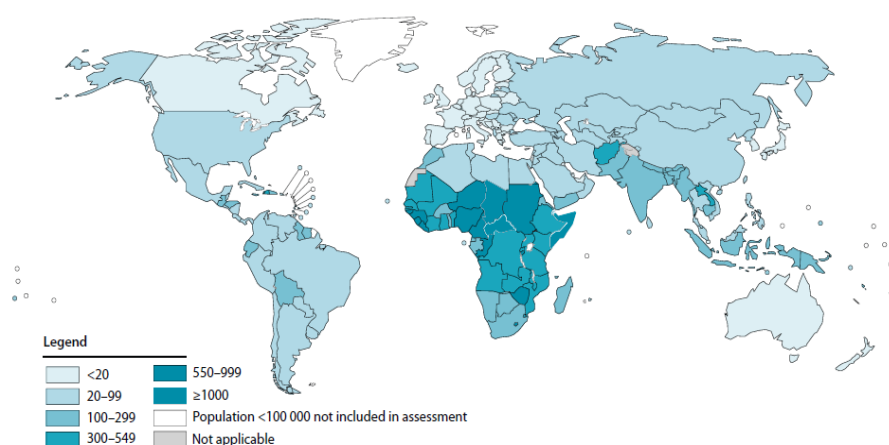 Legend
<20
20–99
100–299
300–549
550–999
≥1000
Population <100 000 not included in assessment
Not applicable